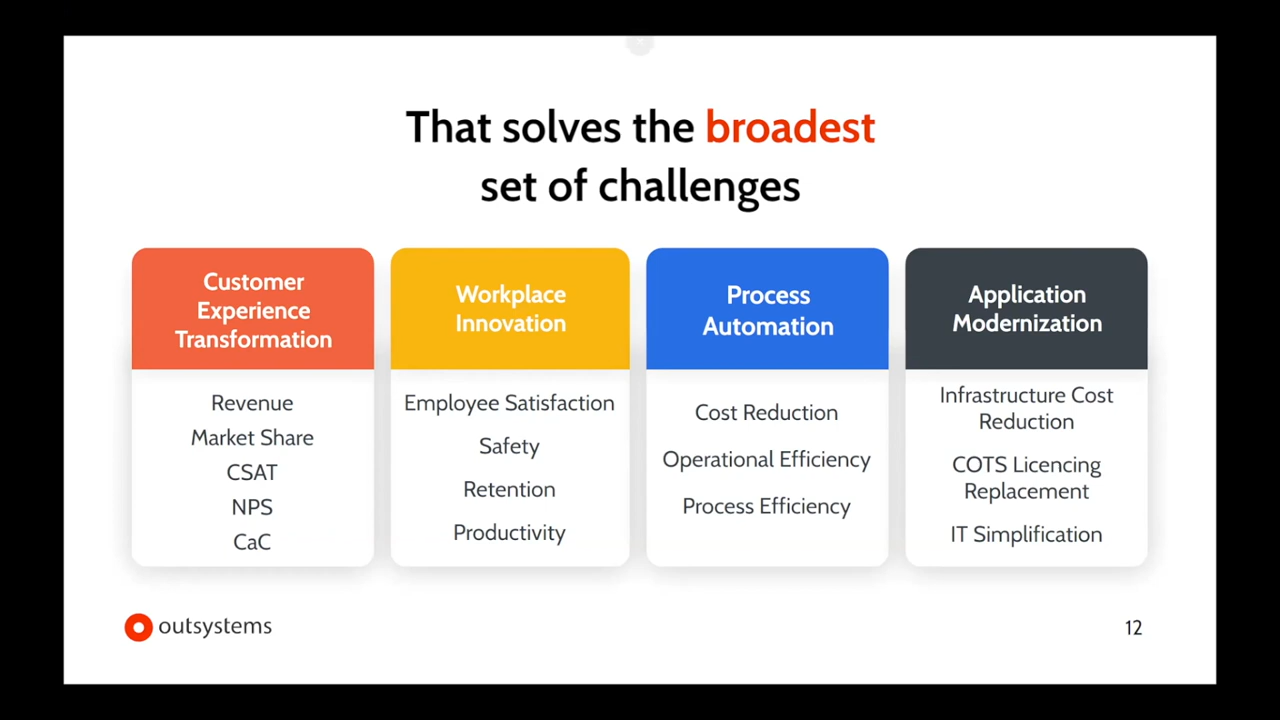 That solves the broadest
set of challenges
Customer
Experience
Transformation
Revenue
Market Share
CSAT
NPS
CaC
Workplace
Innovation
Employee Satisfaction
Safety
Retention
Productivity
Process
Automation
Cost Reduction
Operational Efficiency
Process Efficiency
Application
Modernization
Infrastructure Cost
Reduction
COTS Licencing
Replacement
IT Simplification
outsystems
12